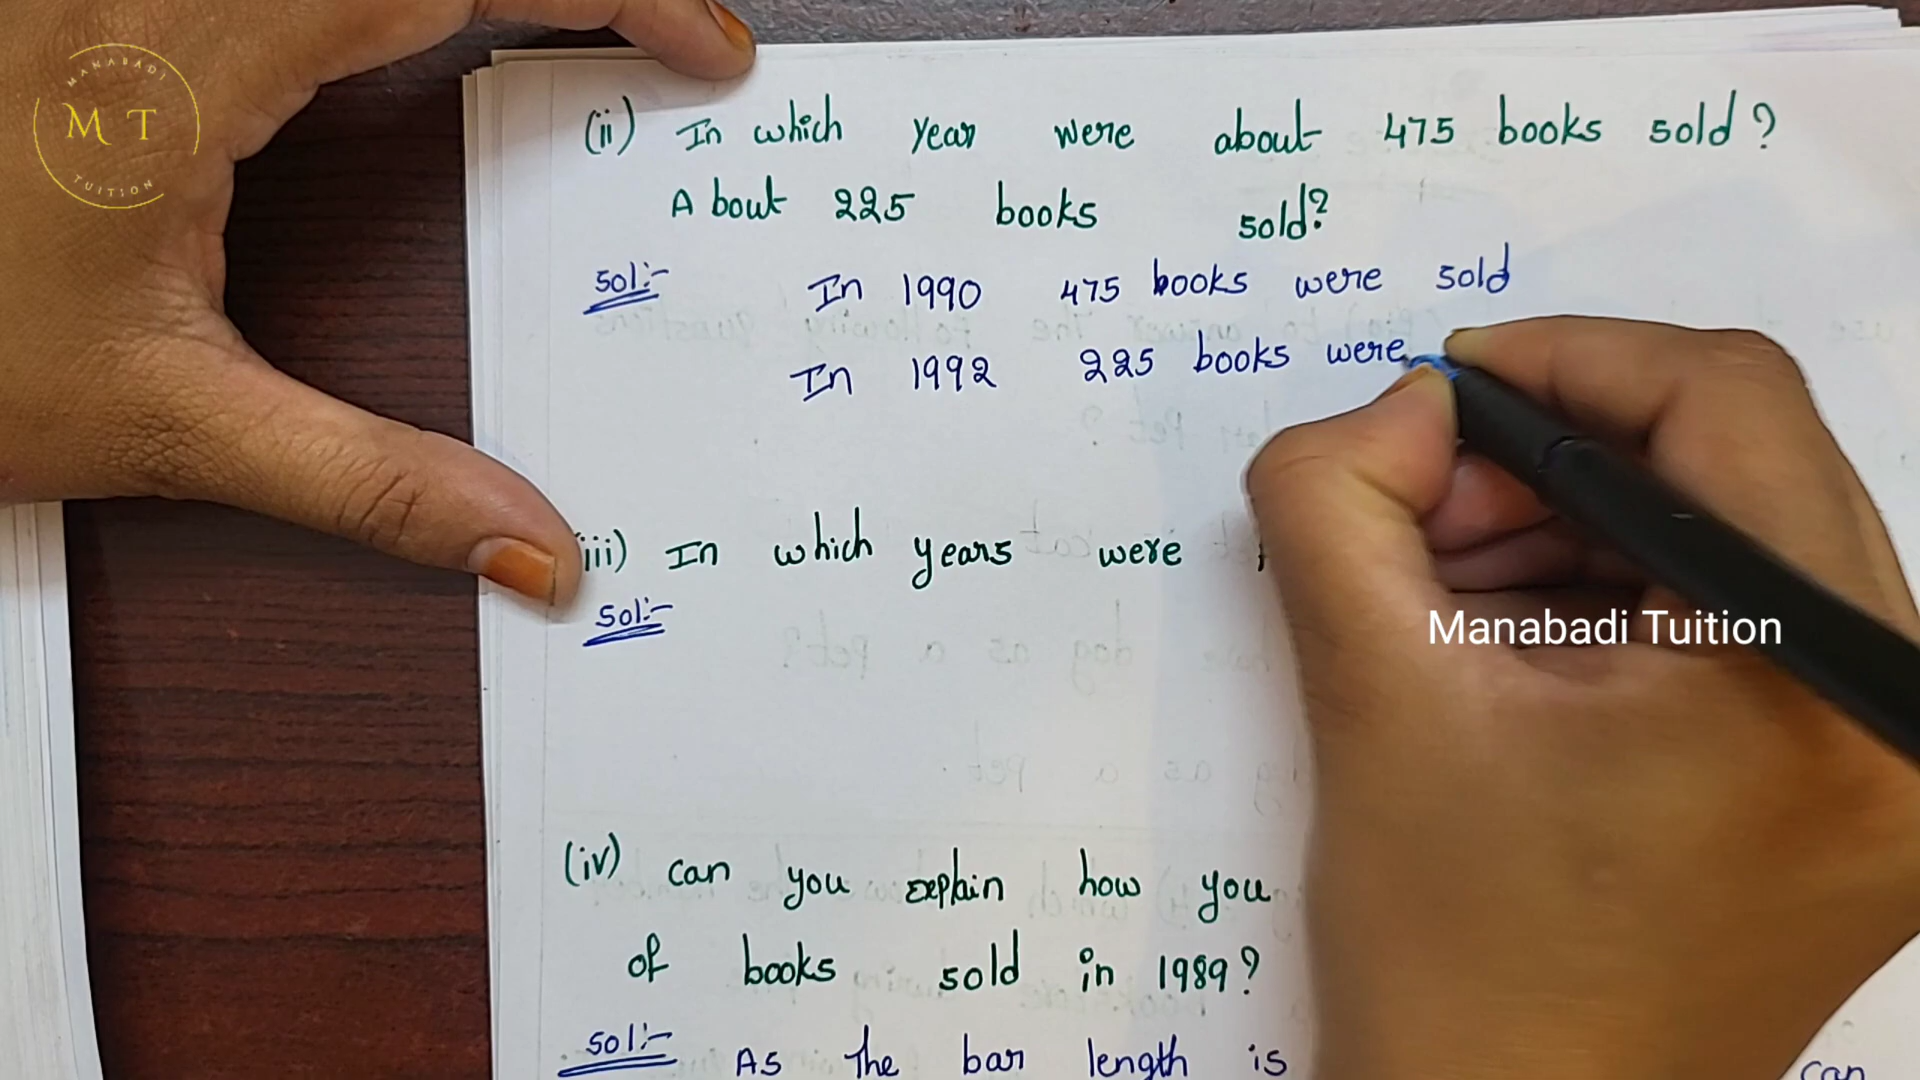 MANABADI
M T
TUITION
(ii) In which year were about 475 books sold?
About 225 books sold?
Sol:- In 1990 475 books were sold
In 1992 225 books were
(iii) In which years were
Sol:-
Manabadi Tuition
(iv) can you explain how you
of books sold in 1989?
Sol:- As the bar length is can